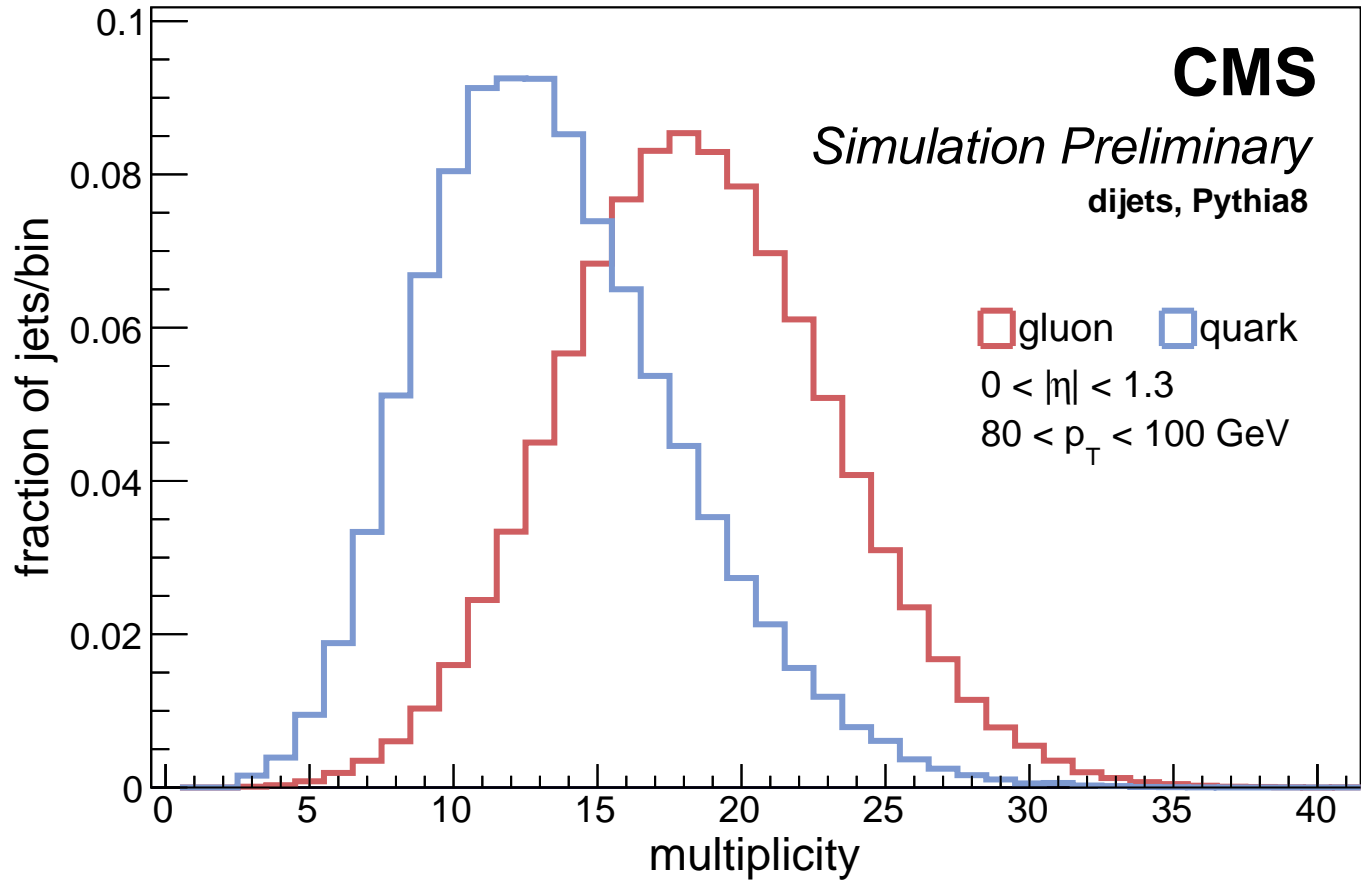 CMS
Simulation Preliminary
dijets, Pythia8
gluon quark
0 < |η| < 1.3
80 < p_T < 100 GeV
fraction of jets/bin
0.1
0.08
0.06
0.04
0.02
0
0 5 10 15 20 25 30 35 40
multiplicity